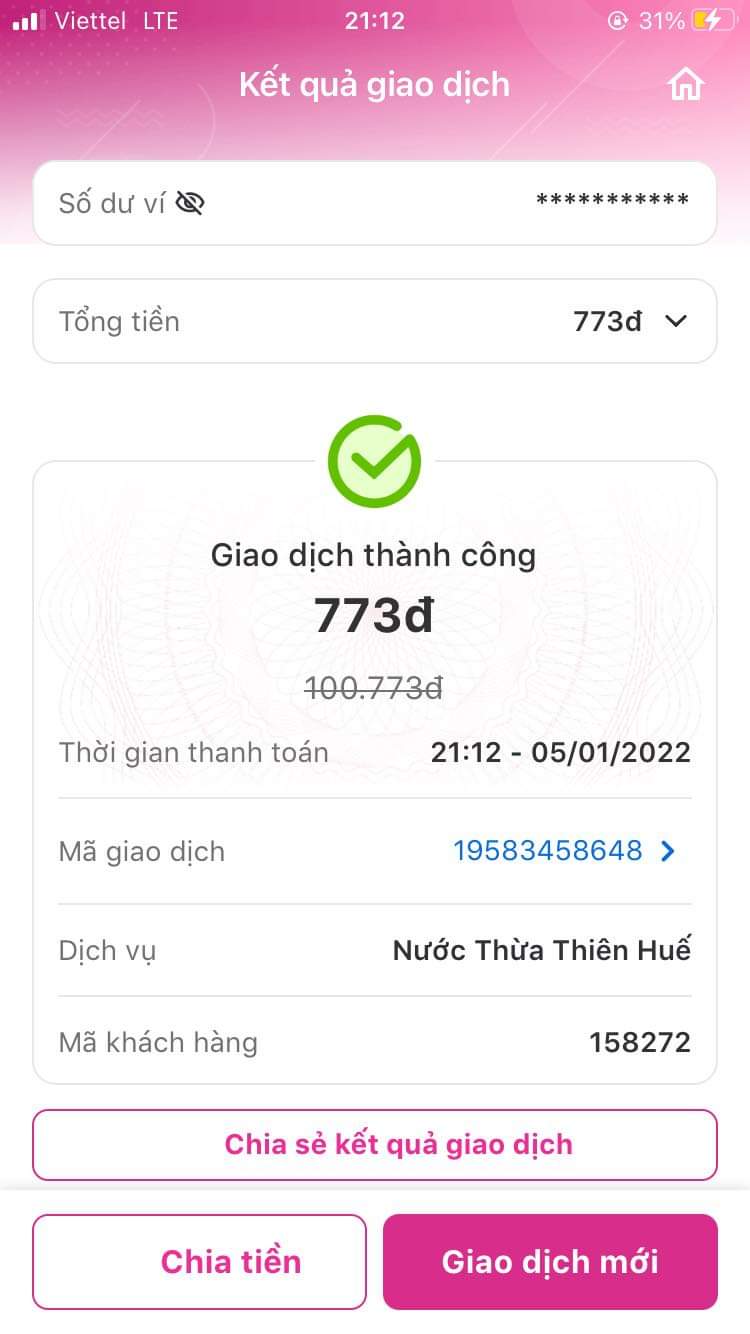 Viettel LTE 21:12 31%
Kết quả giao dịch
Số dư ví ***********
Tổng tiền 773đ
Giao dịch thành công
773đ
100.773đ
Thời gian thanh toán 21:12 - 05/01/2022
Mã giao dịch 19583458648
Dịch vụ Nước Thừa Thiên Huế
Mã khách hàng 158272
Chia sẻ kết quả giao dịch
Chia tiền Giao dịch mới